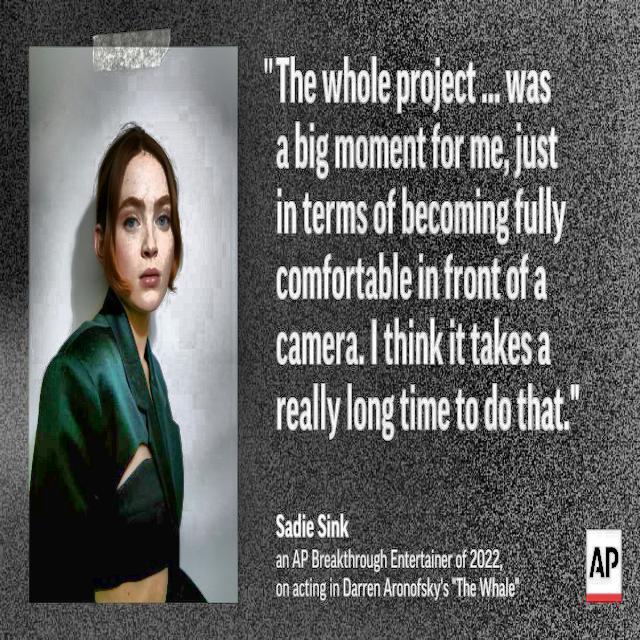 "The whole project ... was
a big moment for me, just
in terms of becoming fully
comfortable in front of a
camera. I think it takes a
really long time to do that."
Sadie Sink
an AP Breakthrough Entertainer of 2022,
on acting in Darren Aronofsky's "The Whale"
AP